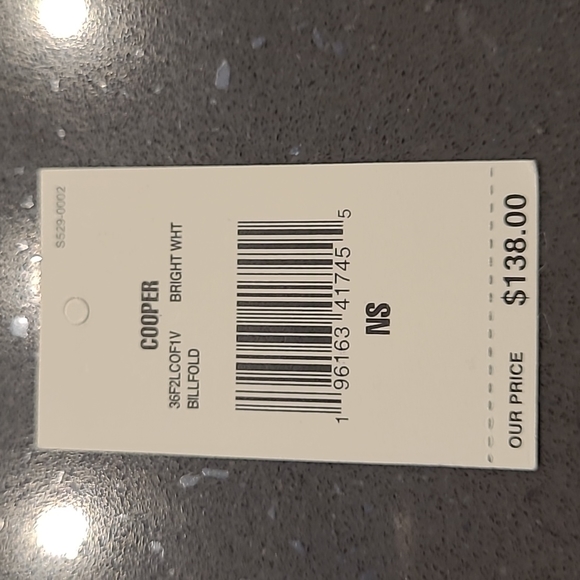 S529-0002
COOPER
36F2LCOF1V BRIGHT WHT
BILLFOLD
1 96163 41745 5
NS
OUR PRICE $138.00